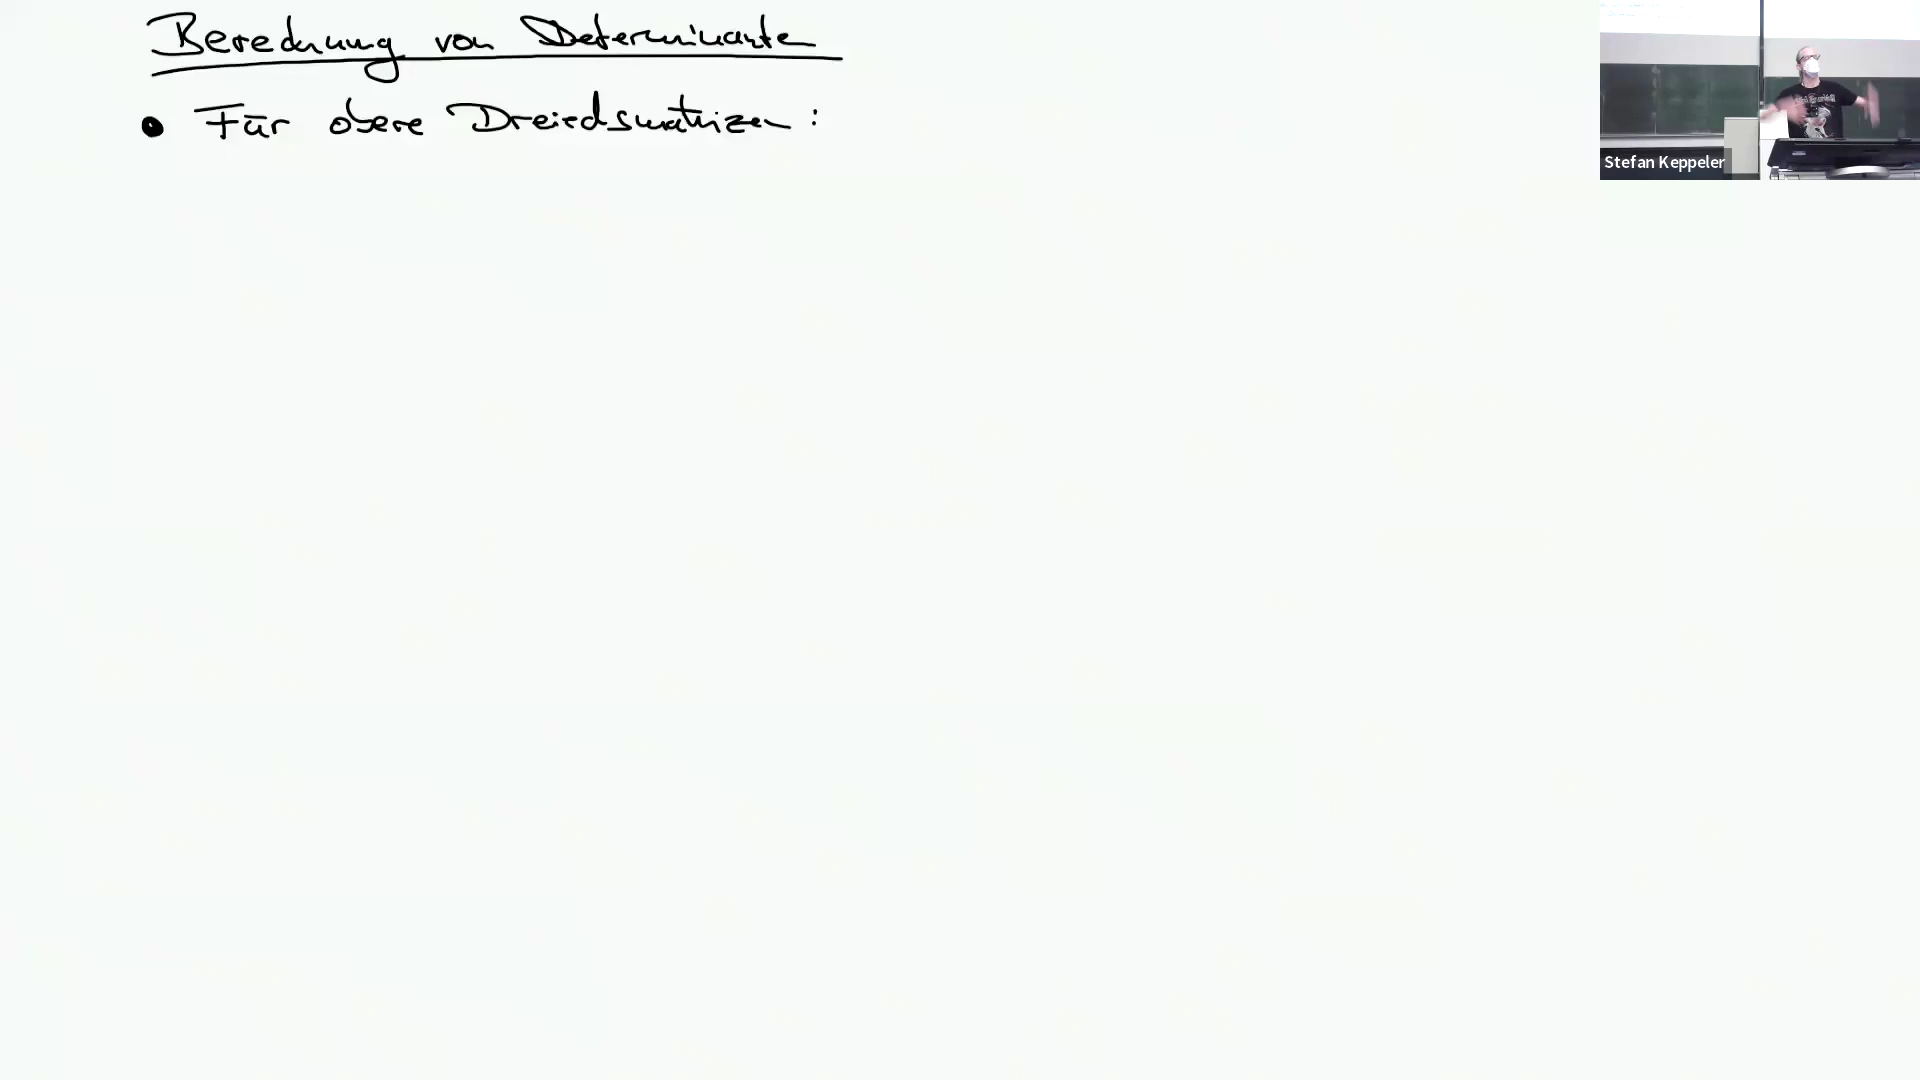 Berechnung von Determinante
• Für obere Dreiecksmatrizen:
Stefan Keppeler